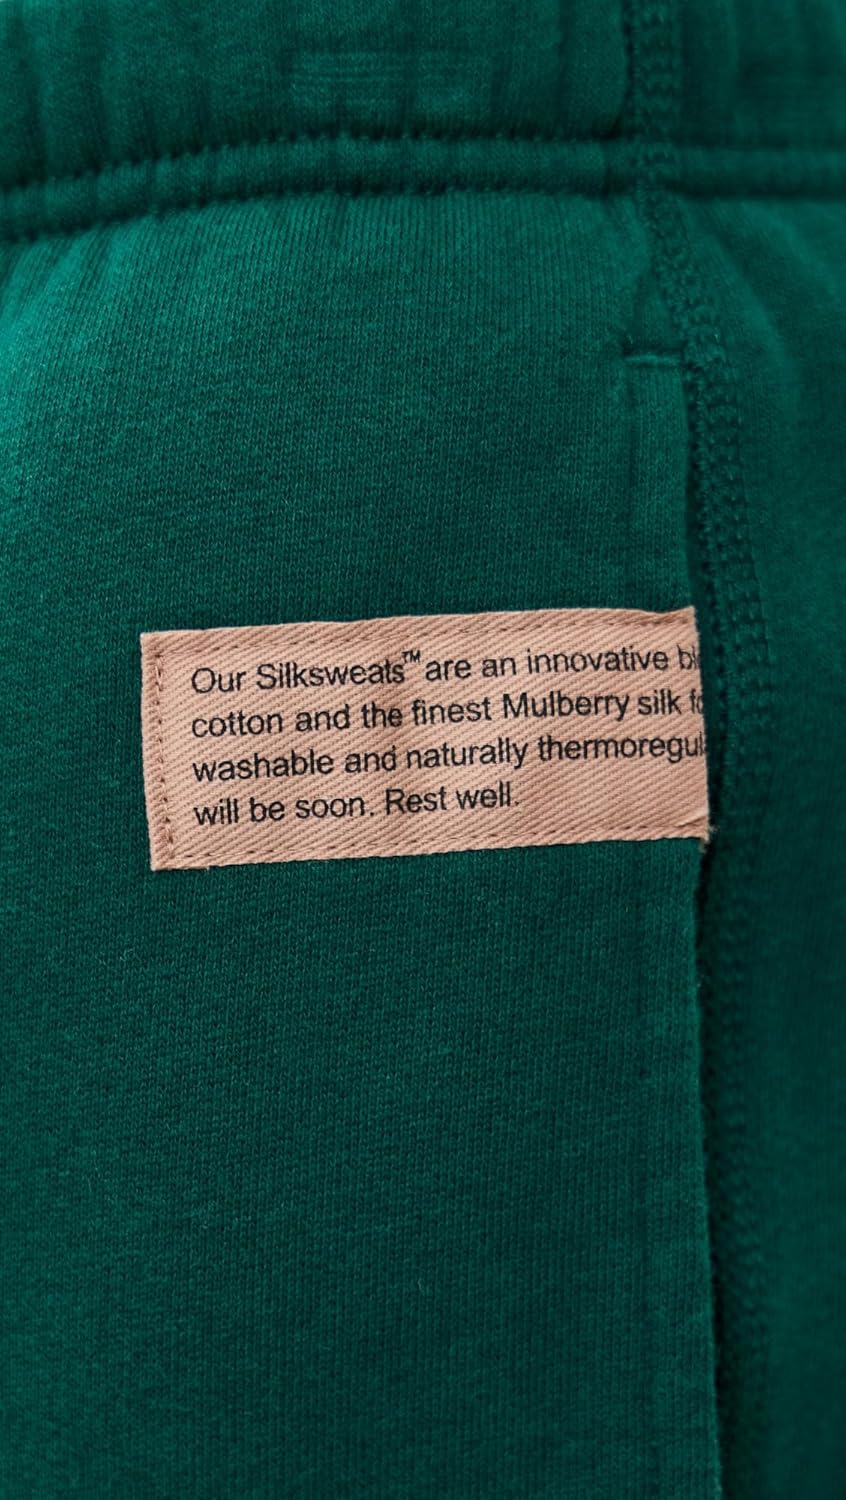 Our Silksweats™ are an innovative
cotton and the finest Mulberry silk
washable and naturally
will be soon. Rest well.